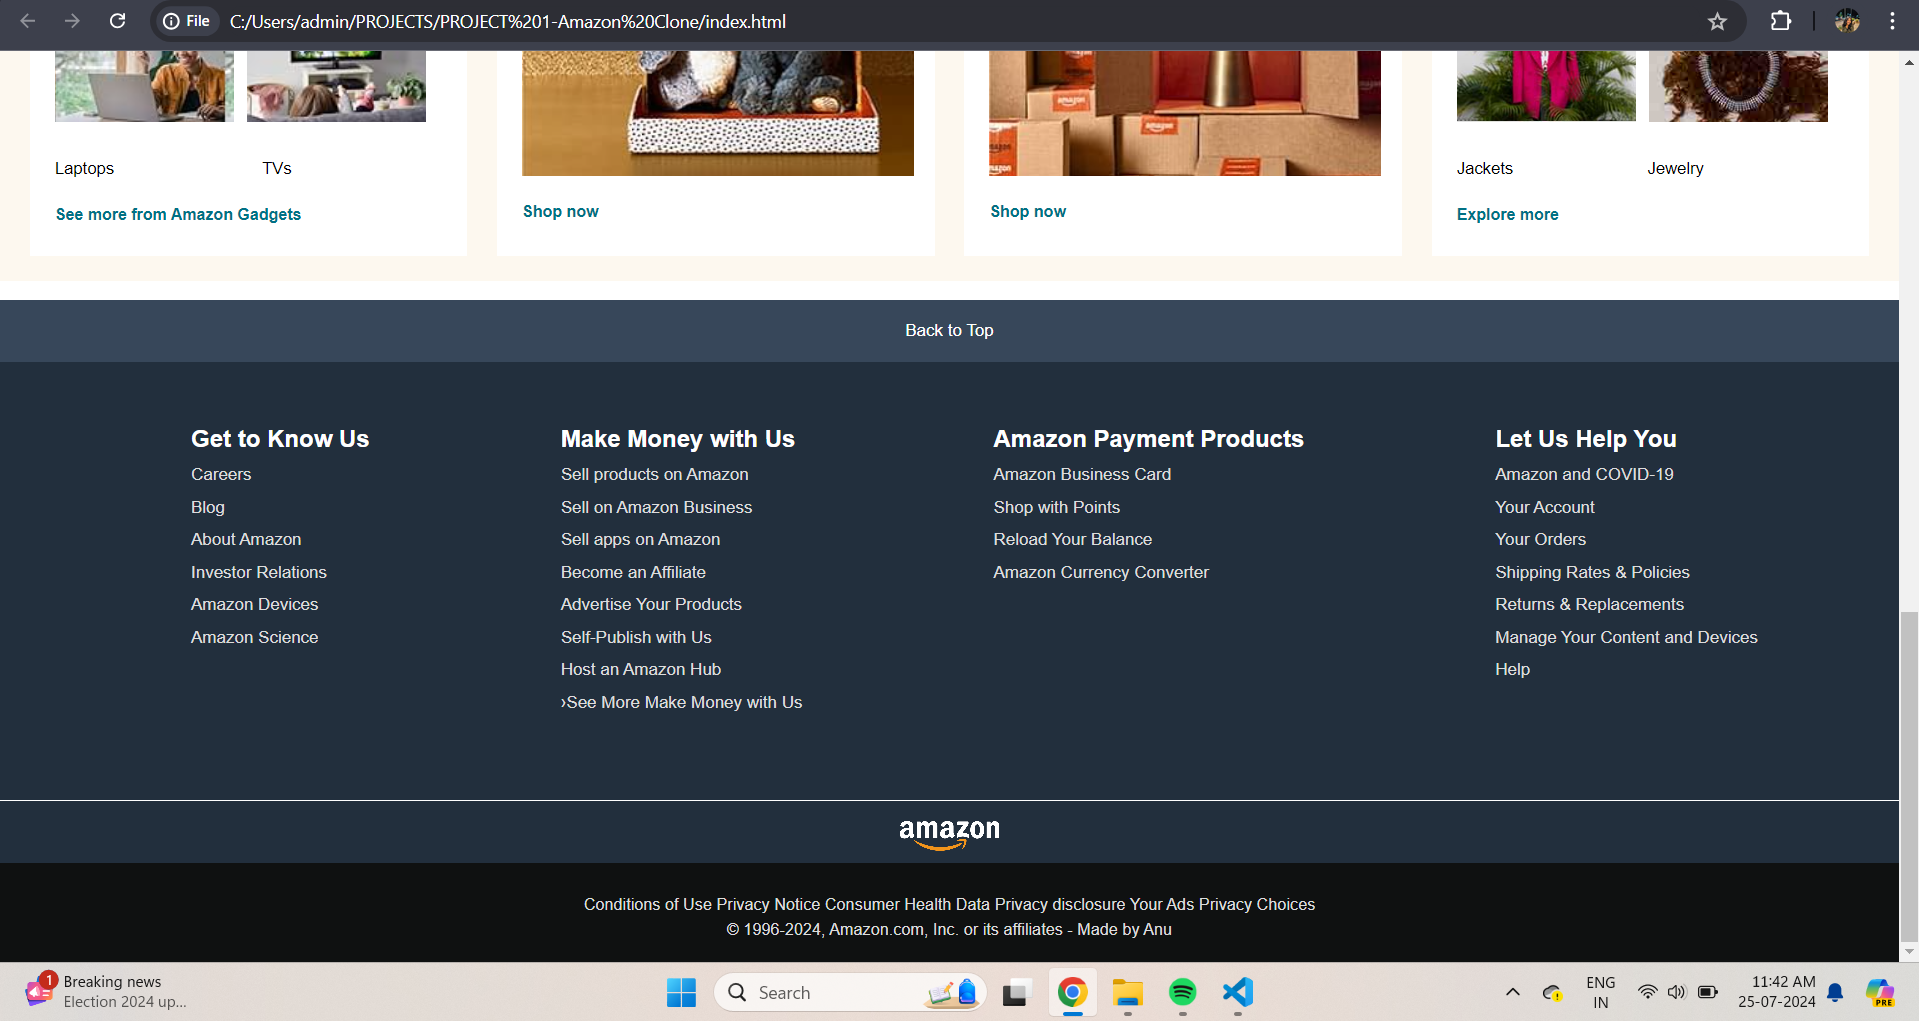 File C:/Users/admin/PROJECTS/PROJECT%201-Amazon%20Clone/index.html
amazon
amazon
amazon
Laptops TVs
See more from Amazon Gadgets
Shop now
Shop now
Jackets Jewelry
Explore more
Back to Top
Get to Know Us
Careers
Blog
About Amazon
Investor Relations
Amazon Devices
Amazon Science
Make Money with Us
Sell products on Amazon
Sell on Amazon Business
Sell apps on Amazon
Become an Affiliate
Advertise Your Products
Self-Publish with Us
Host an Amazon Hub
›See More Make Money with Us
Amazon Payment Products
Amazon Business Card
Shop with Points
Reload Your Balance
Amazon Currency Converter
Let Us Help You
Amazon and COVID-19
Your Account
Your Orders
Shipping Rates & Policies
Returns & Replacements
Manage Your Content and Devices
Help
amazon
Conditions of Use Privacy Notice Consumer Health Data Privacy disclosure Your Ads Privacy Choices
© 1996-2024, Amazon.com, Inc. or its affiliates - Made by Anu
1
Breaking news
Election 2024 up...
Search
ENG
IN
11:42 AM
25-07-2024
PRE